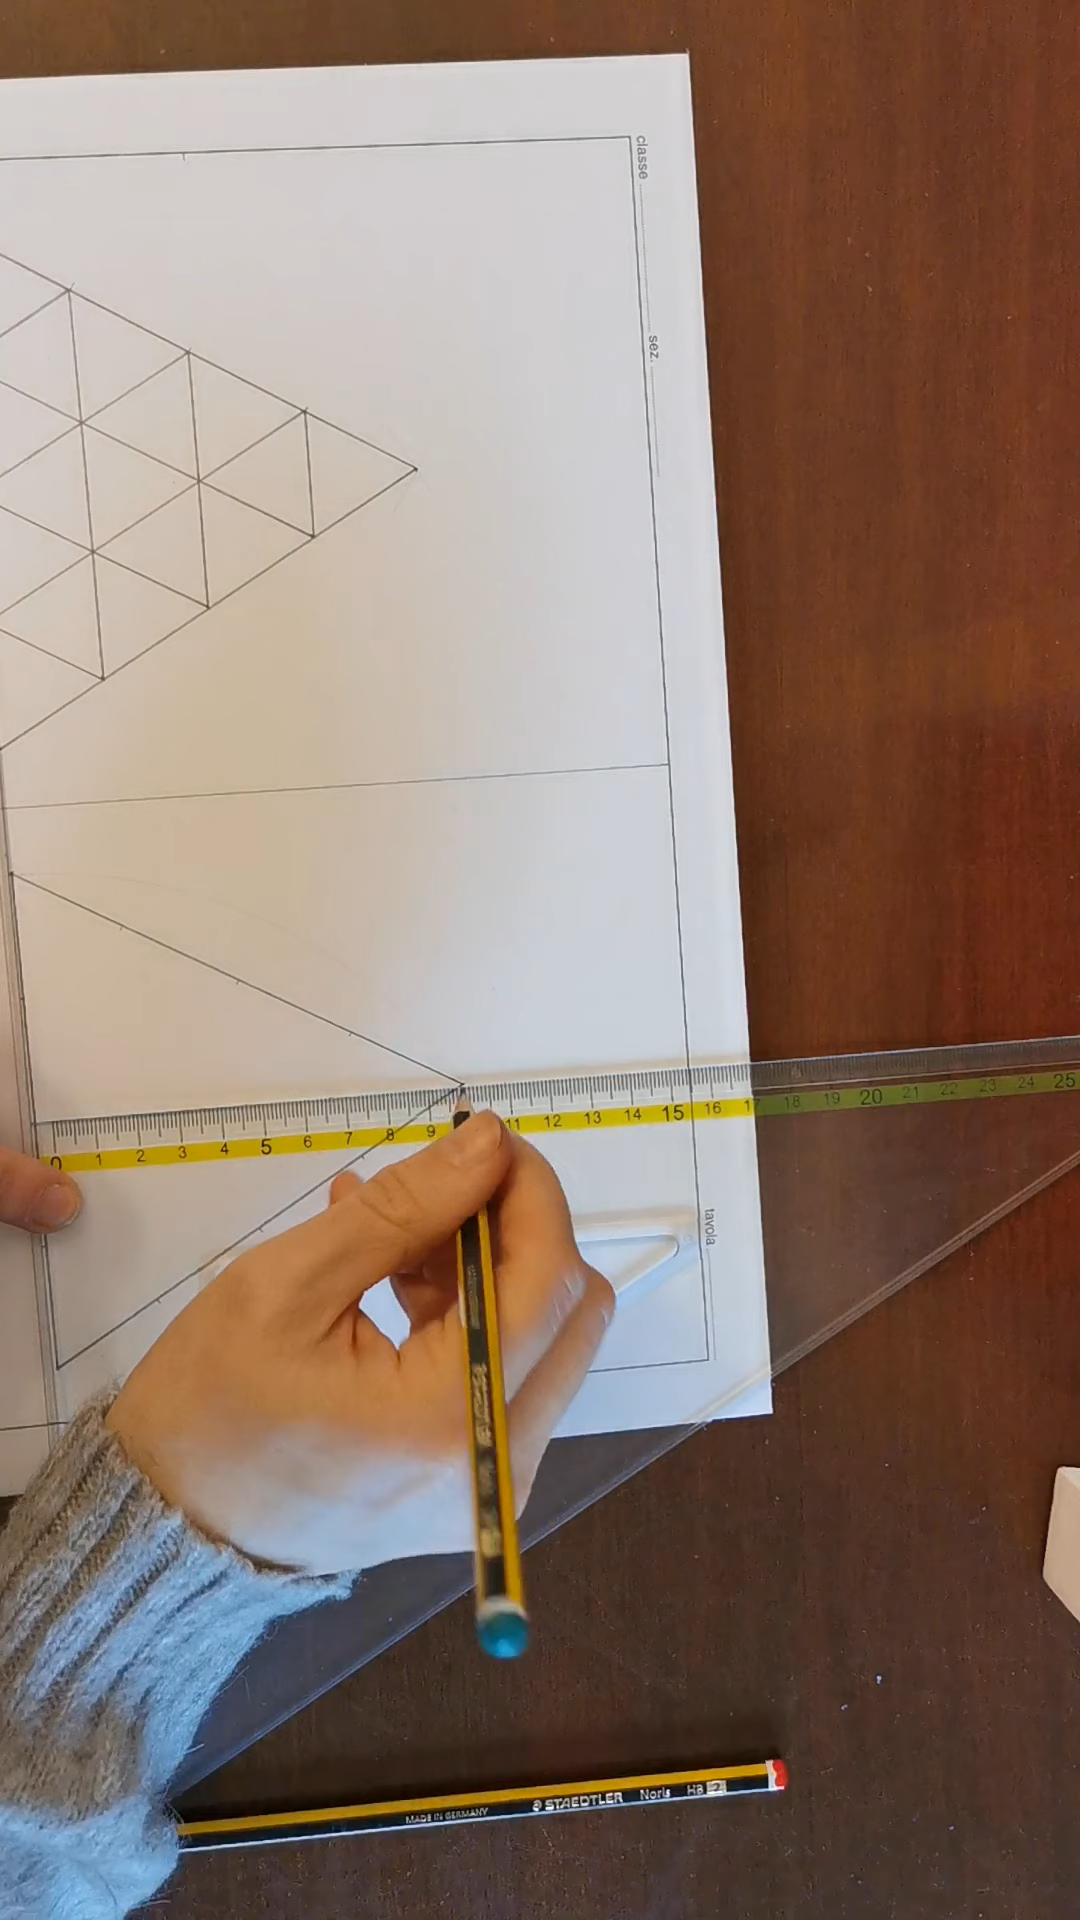 classe
sez.
0 1 2 3 4 5 6 7 8 9 11 12 13 14 15 16 17 18 19 20 21 22 23 24 25
tavola
MADE IN GERMANY STAEDTLER Noris HB 2